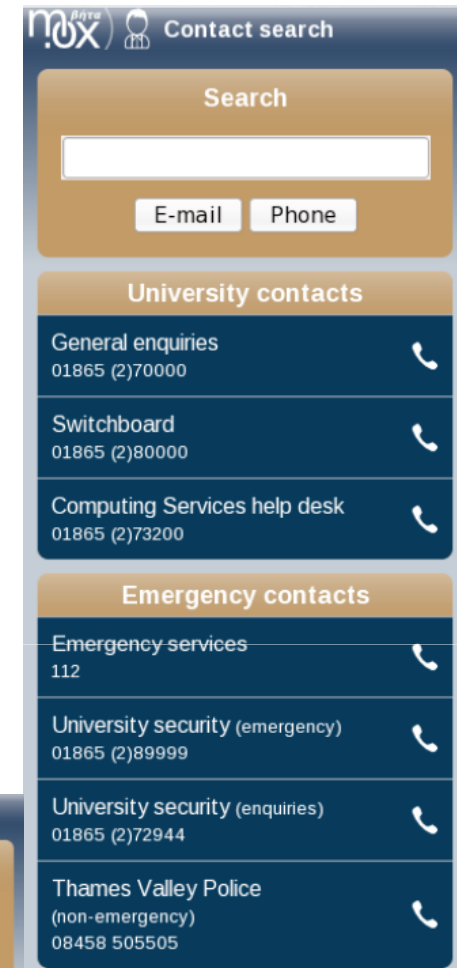 βήτα
mox
Contact search
Search
E-mail Phone
University contacts
General enquiries
01865 (2)70000
Switchboard
01865 (2)80000
Computing Services help desk
01865 (2)73200
Emergency contacts
Emergency services
112
University security (emergency)
01865 (2)89999
University security (enquiries)
01865 (2)72944
Thames Valley Police
(non-emergency)
08458 505505